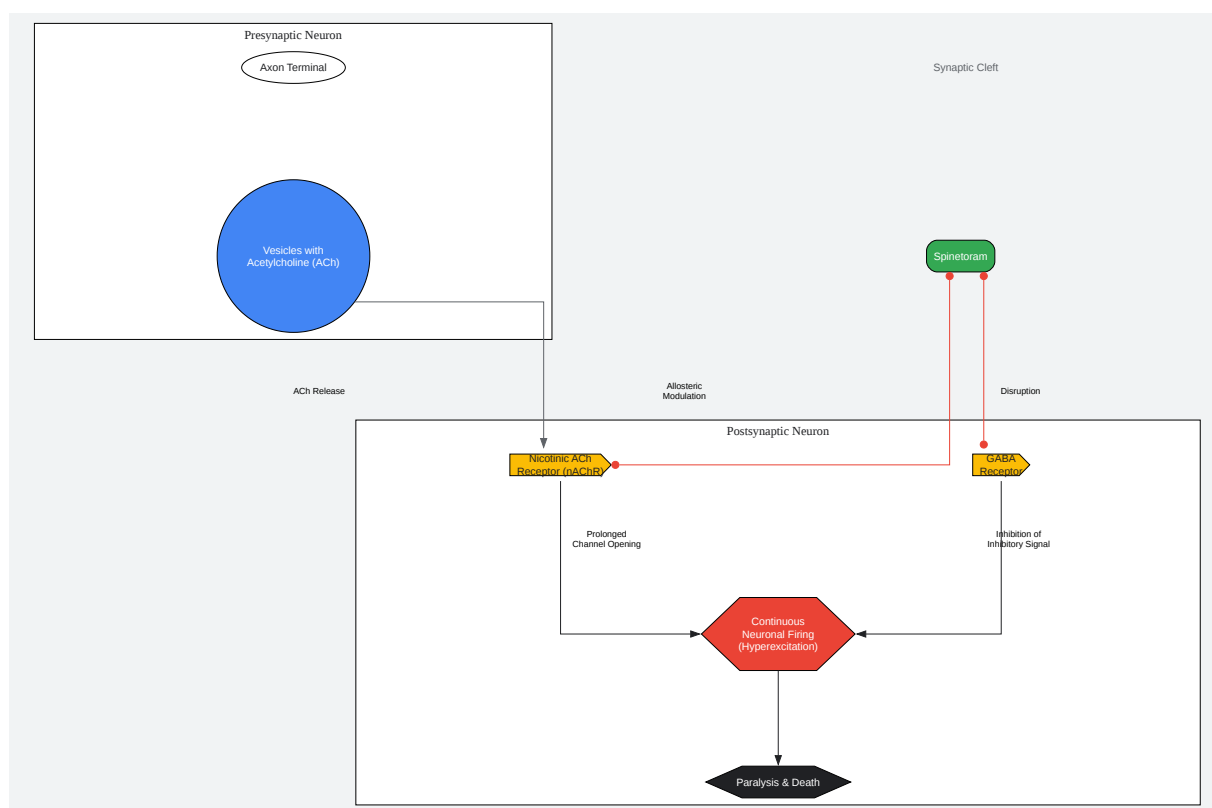 Presynaptic Neuron
Axon Terminal
Synaptic Cleft
Vesicles with
Acetylcholine (ACh)
Spinetoram
ACh Release
Allosteric
Modulation
Disruption
Postsynaptic Neuron
Nicotinic ACh
Receptor (nAChR)
GABA
Receptor
Prolonged
Channel Opening
Inhibition of
Inhibitory Signal
Continuous
Neuronal Firing
(Hyperexcitation)
Paralysis & Death